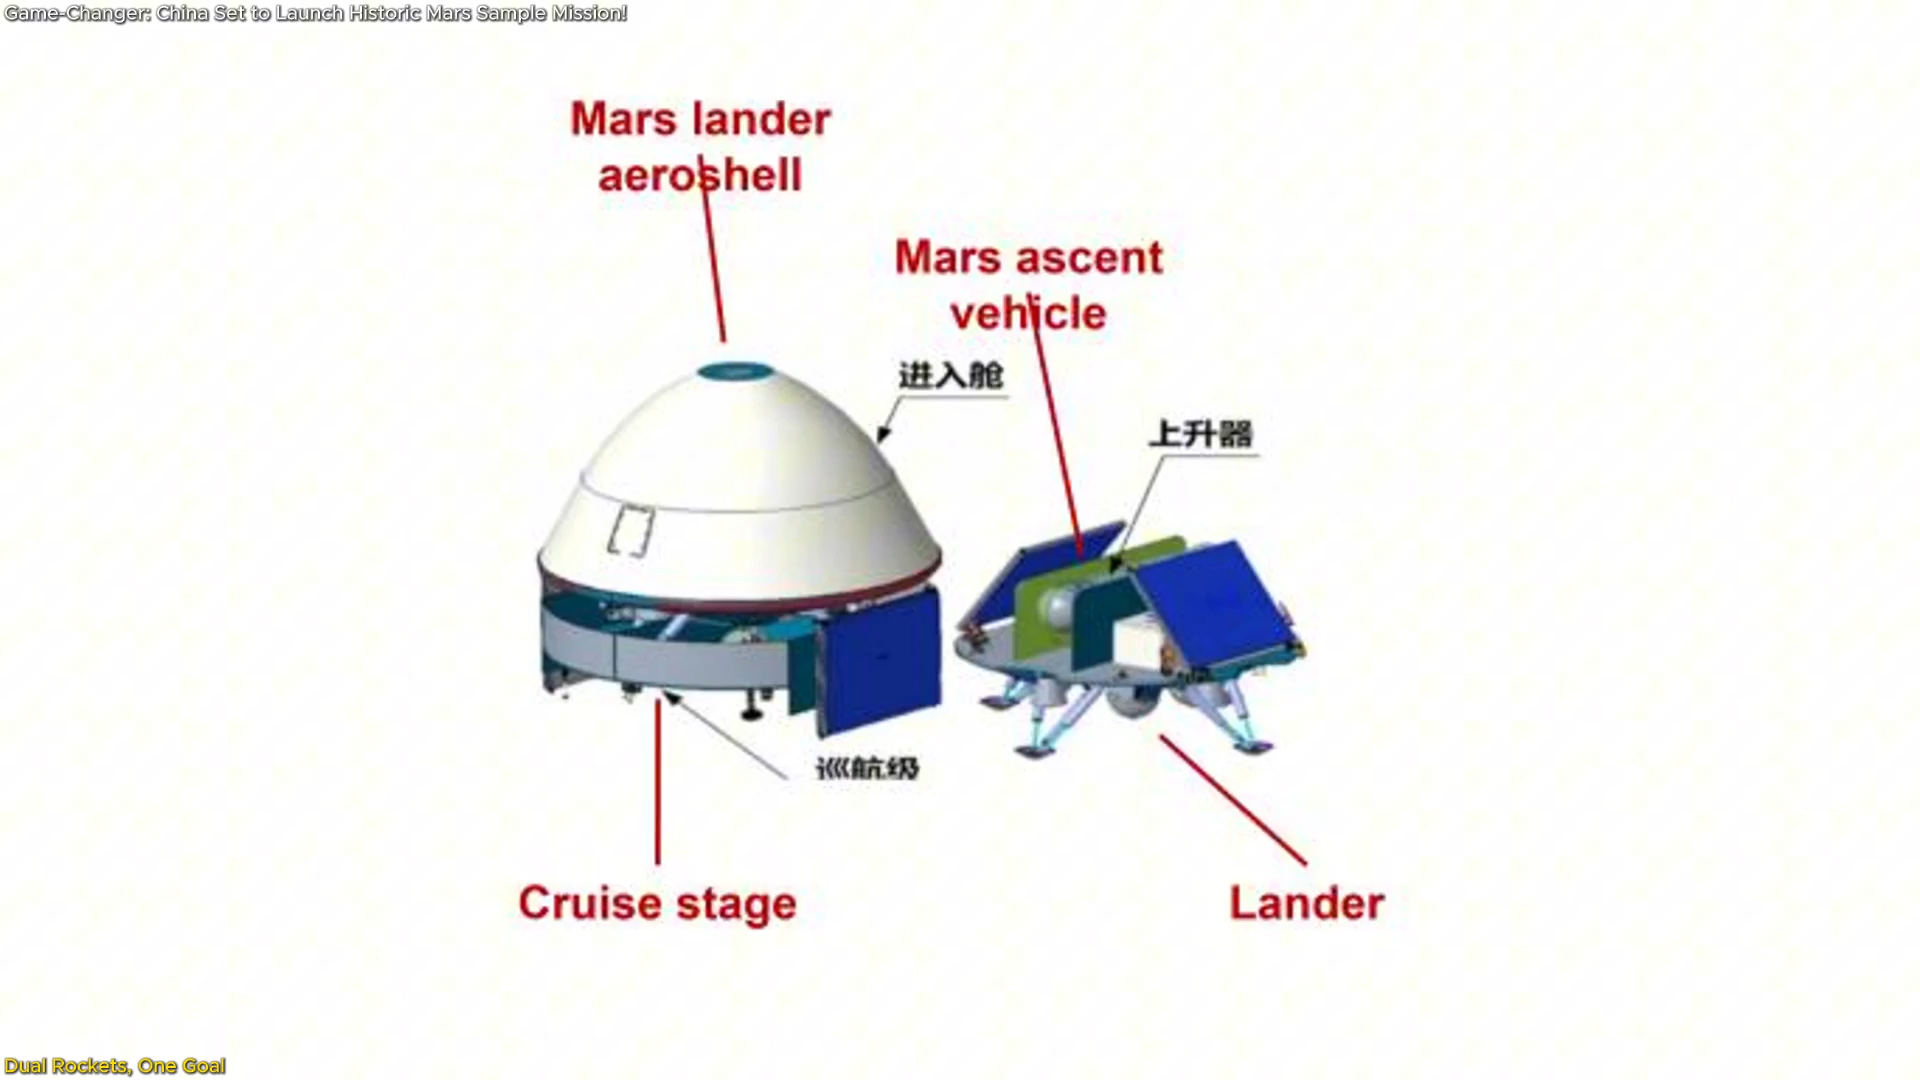 Game-Changer: China Set to Launch Historic Mars Sample Mission!
Mars lander
aeroshell
Mars ascent
vehicle
进入舱
上升器
巡航级
Cruise stage
Lander
Dual Rockets, One Goal